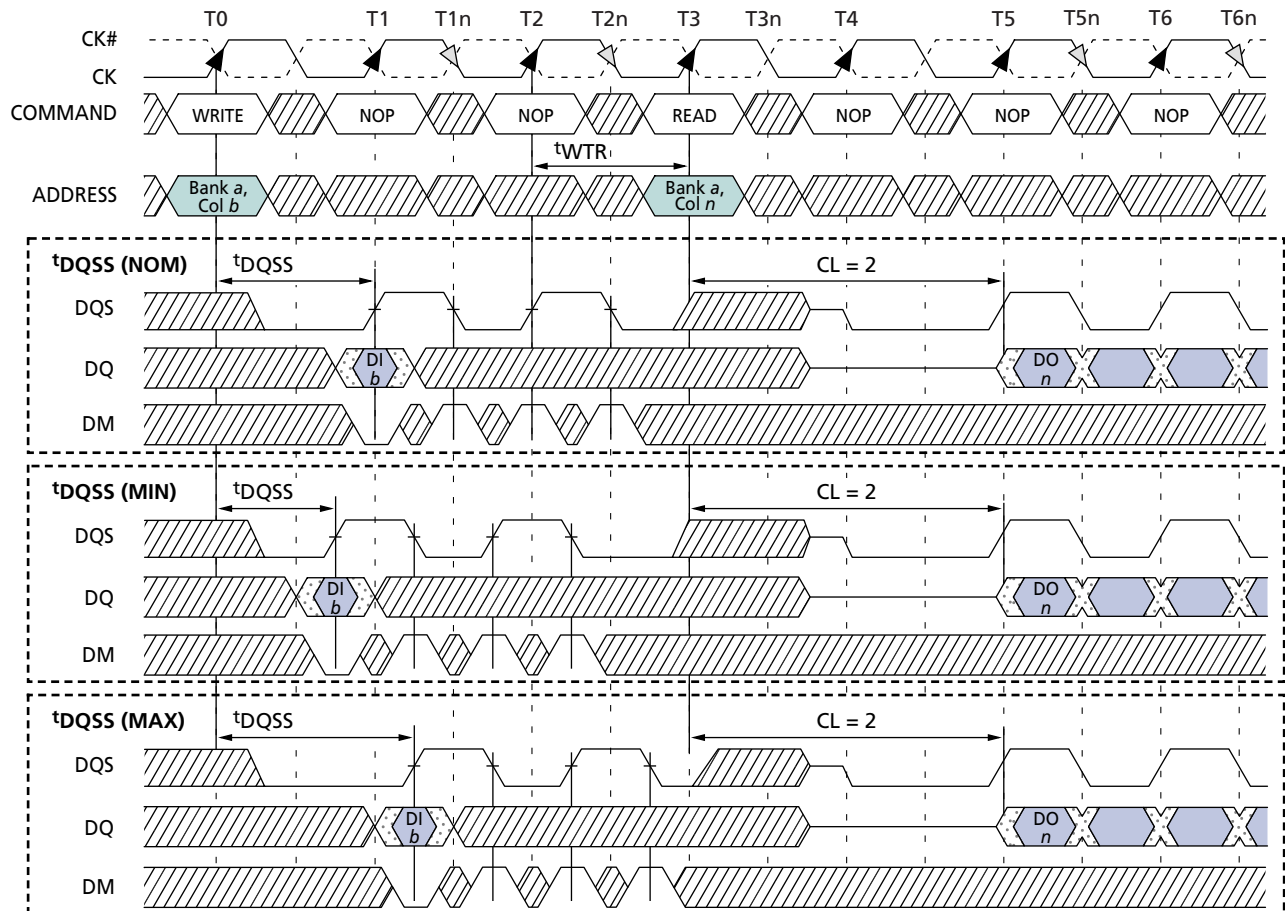 T0 T1 T1n T2 T2n T3 T3n T4 T5 T5n T6 T6n
CK#
CK
COMMAND WRITE NOP NOP READ NOP NOP NOP
tWTR
ADDRESS Bank a, Col b Bank a, Col n
tDQSS (NOM) tDQSS CL = 2
DQS
DQ DI b DO n
DM
tDQSS (MIN) tDQSS CL = 2
DQS
DQ DI b DO n
DM
tDQSS (MAX) tDQSS CL = 2
DQS
DQ DI b DO n
DM